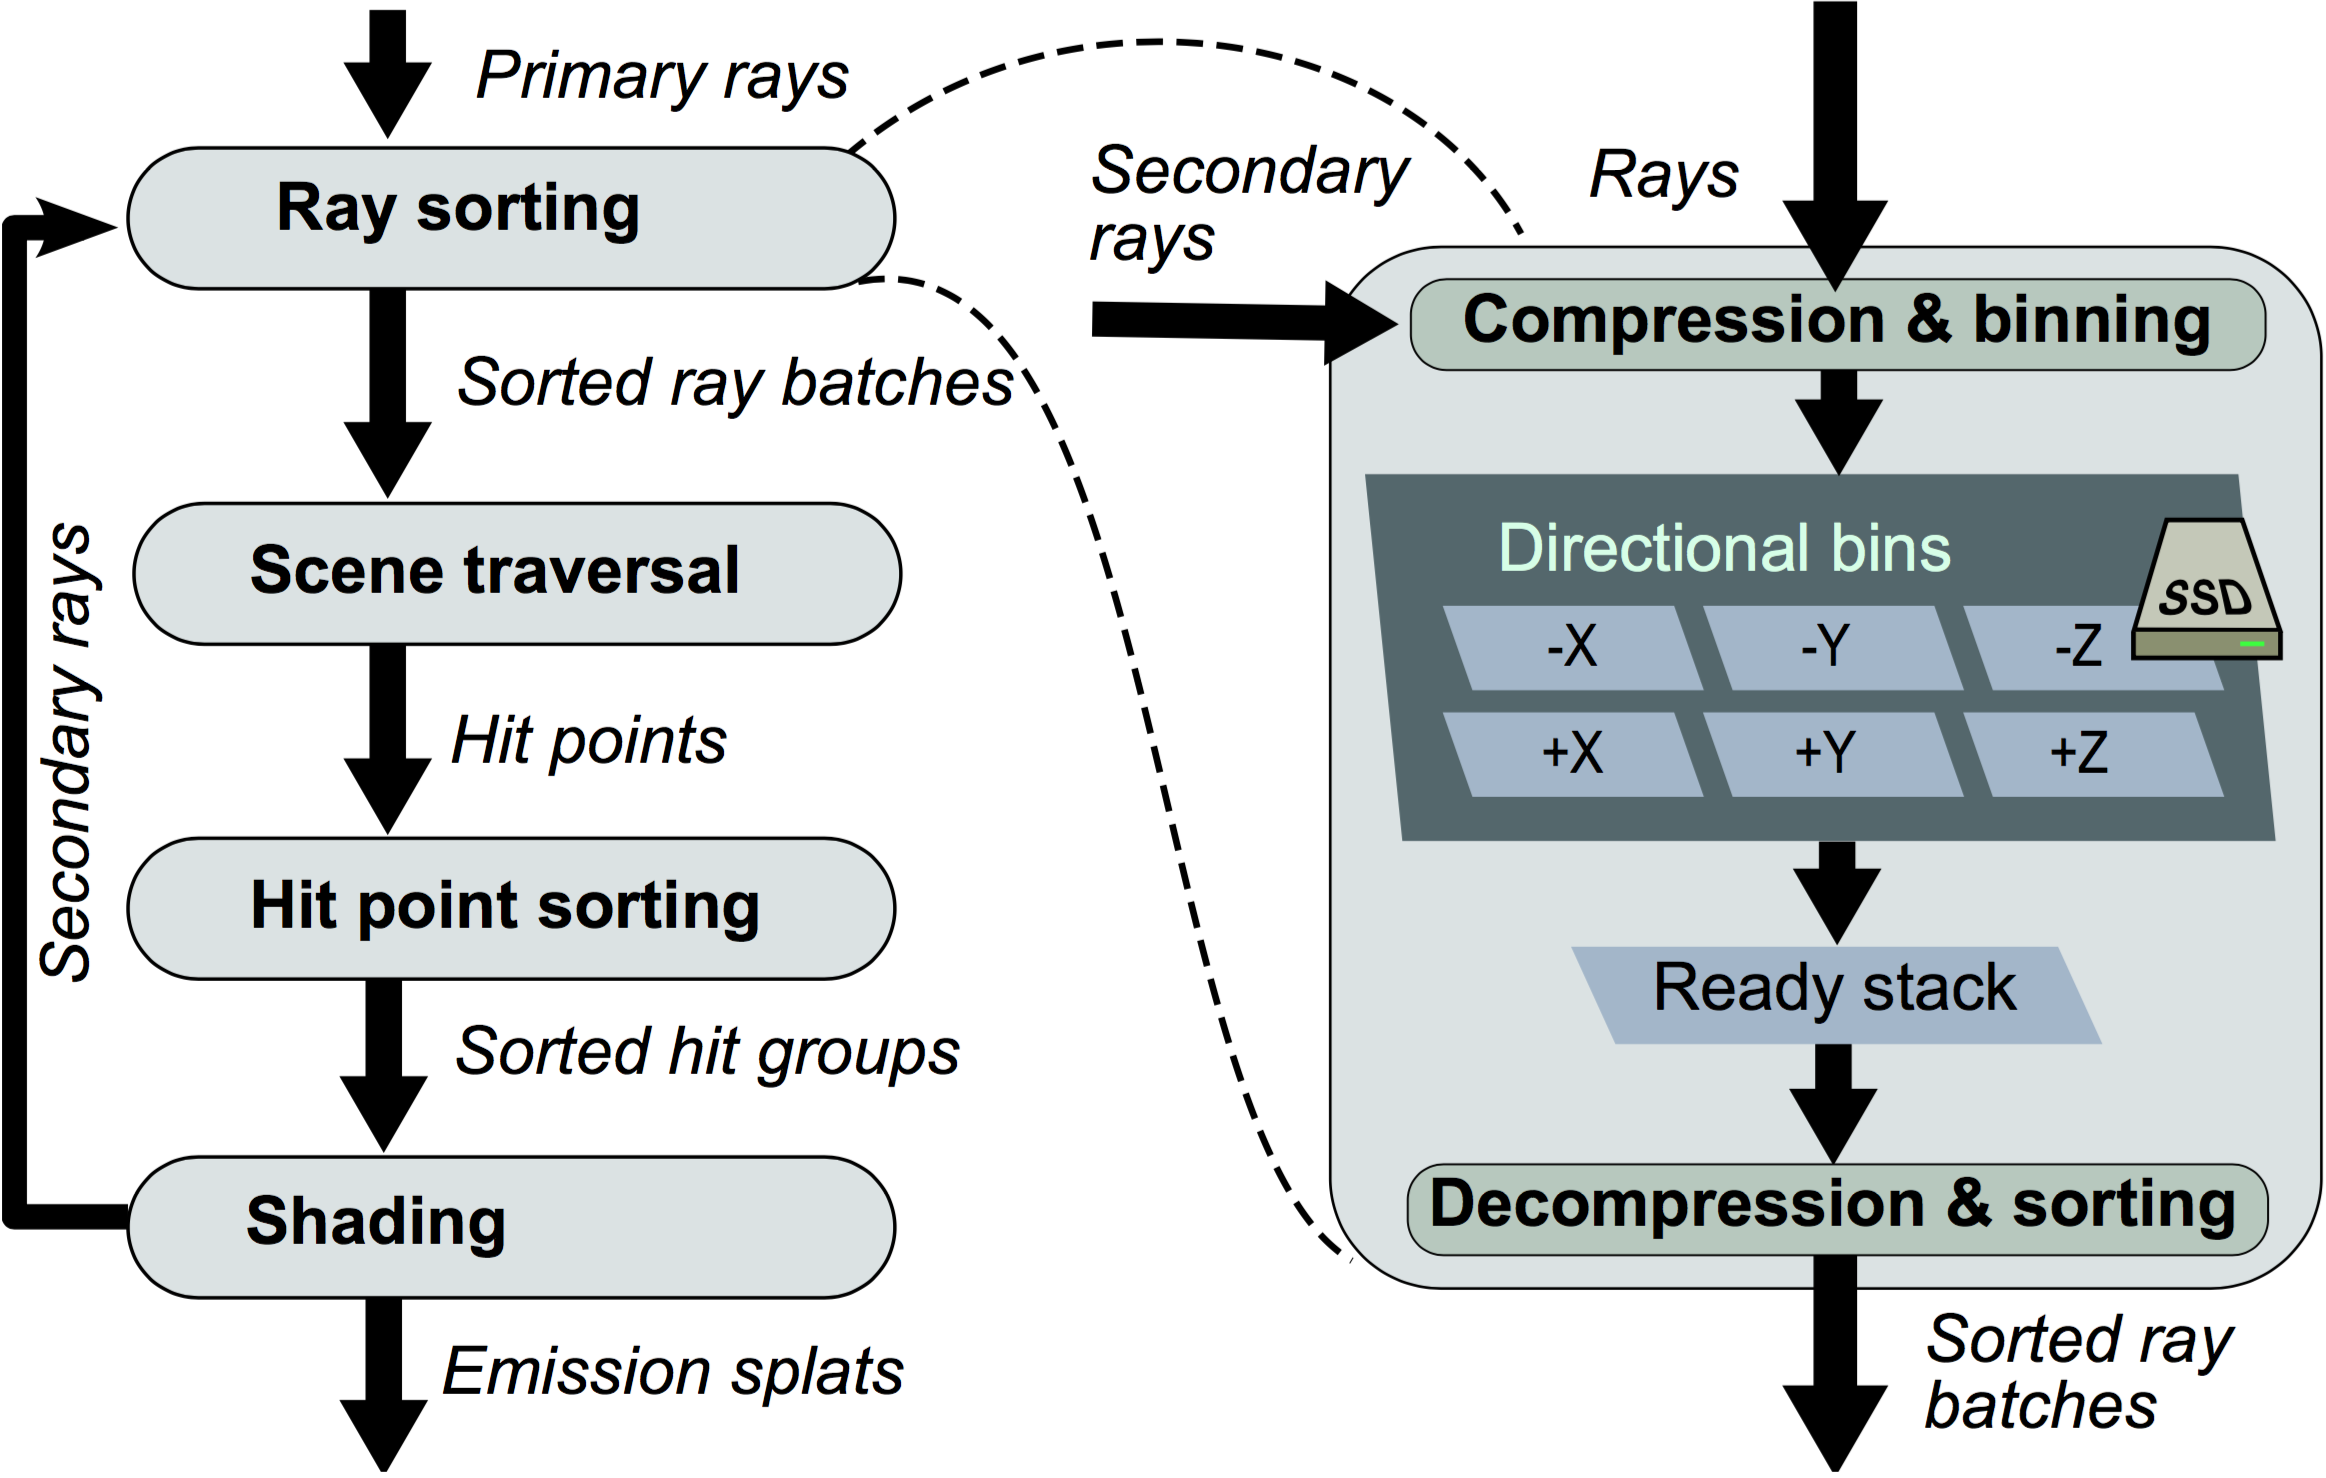 Primary rays
Ray sorting
Sorted ray batches
Scene traversal
Hit points
Hit point sorting
Sorted hit groups
Shading
Emission splats
Secondary rays
Secondary
rays
Rays
Compression & binning
Directional bins
SSD
-X -Y -Z
+X +Y +Z
Ready stack
Decompression & sorting
Sorted ray
batches